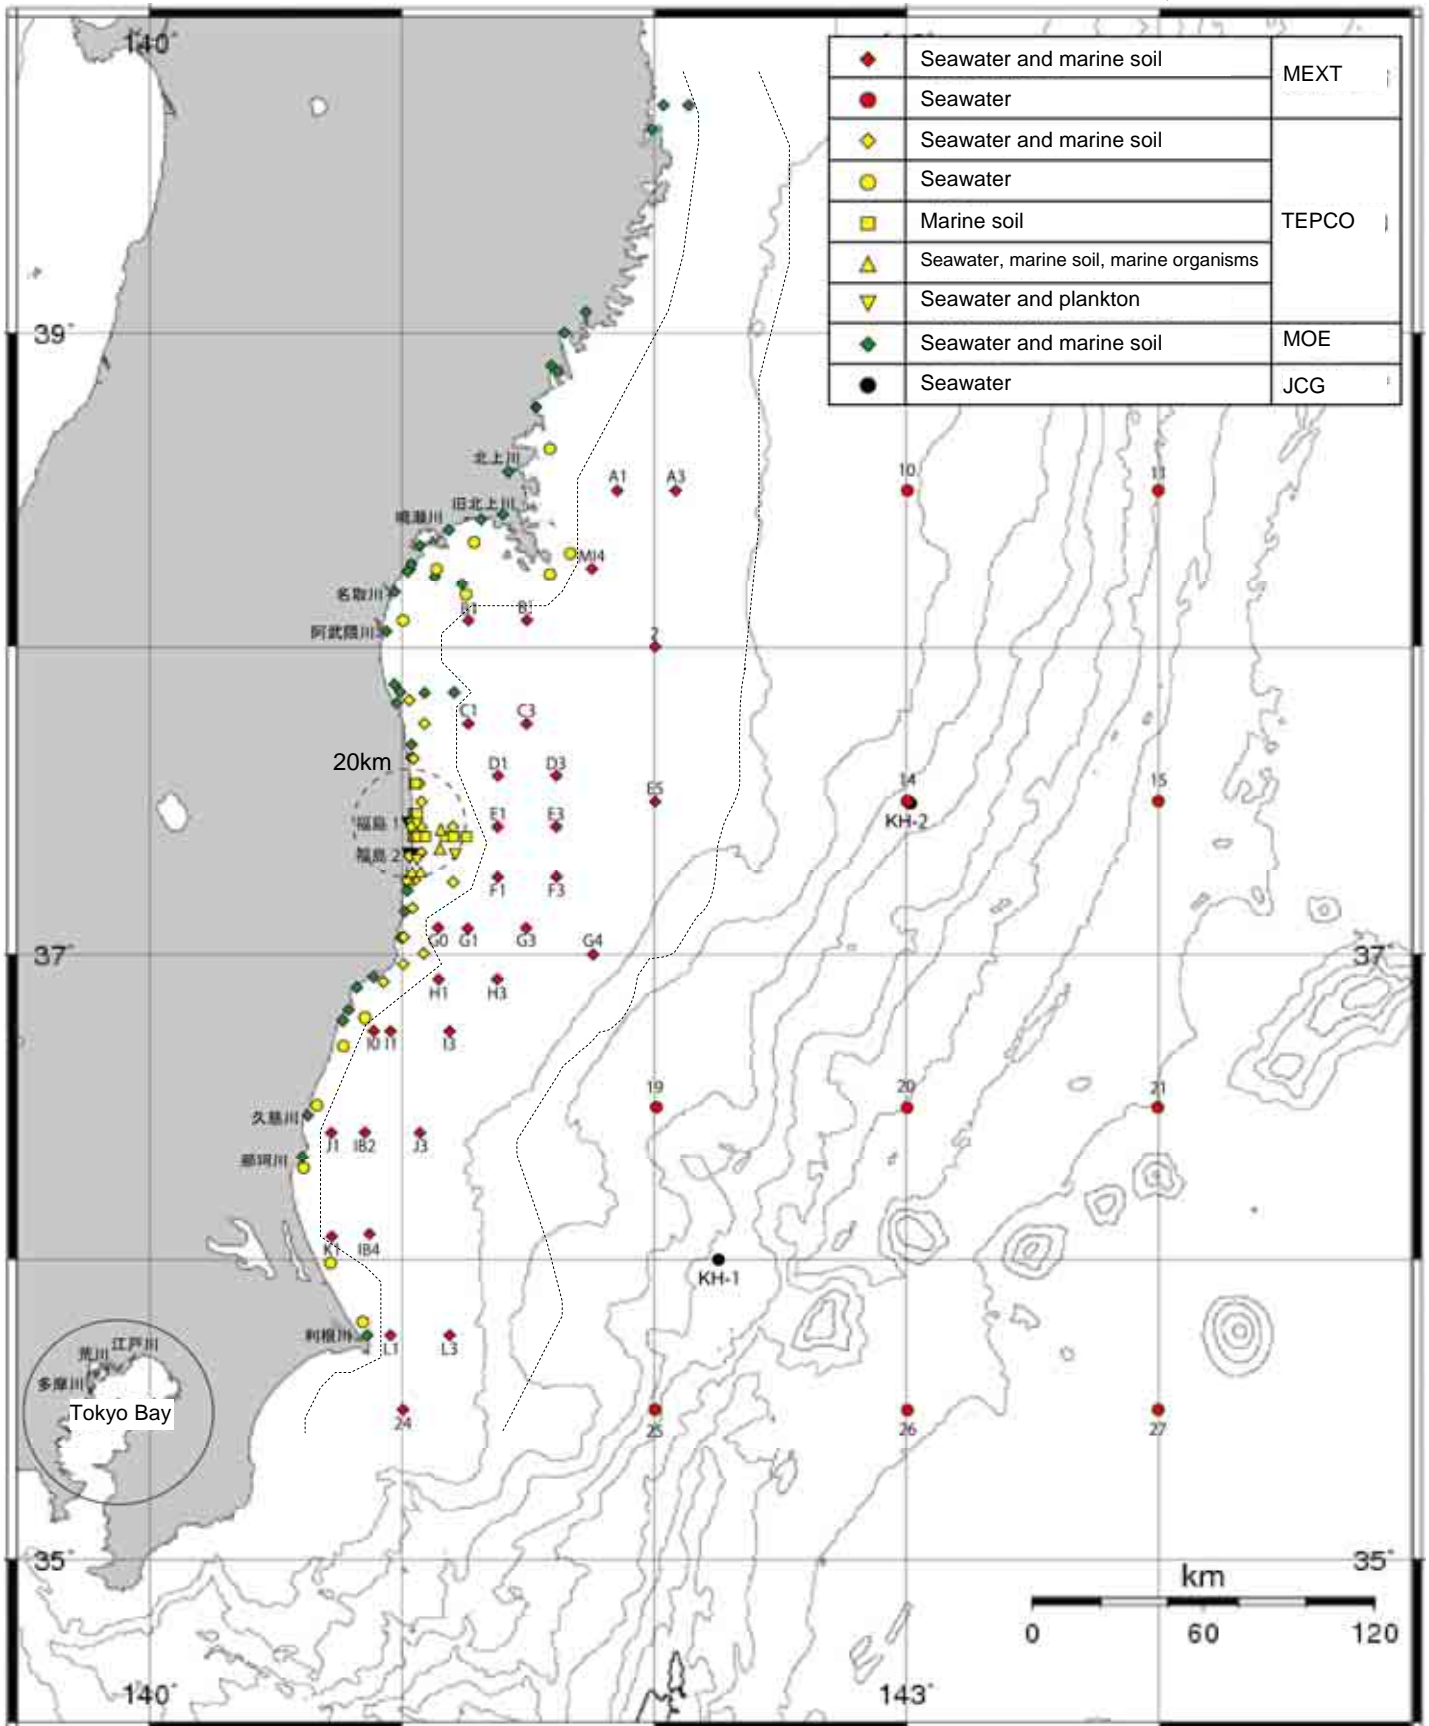 140°
Seawater and marine soil
MEXT
Seawater
Seawater and marine soil
Seawater
Marine soil
TEPCO
Seawater, marine soil, marine organisms
Seawater and plankton
Seawater and marine soil
MOE
Seawater
JCG
39°
北上川
A1
A3
10
11
旧北上川
鳴瀬川
MI4
名取川
B1
阿武隈川
2
C1
C3
20km
D1
D3
E5
14
15
KH-2
福島 1
E1
E3
福島 2
F1
F3
G0
G1
G3
G4
37°
37°
H1
H3
I0
I1
I3
19
20
21
久慈川
J1
IB2
J3
那珂川
K1
IB4
KH-1
利根川
L1
L3
江戸川
荒川
多摩川
Tokyo Bay
24
25
26
27
35°
35°
km
0
60
120
140°
143°